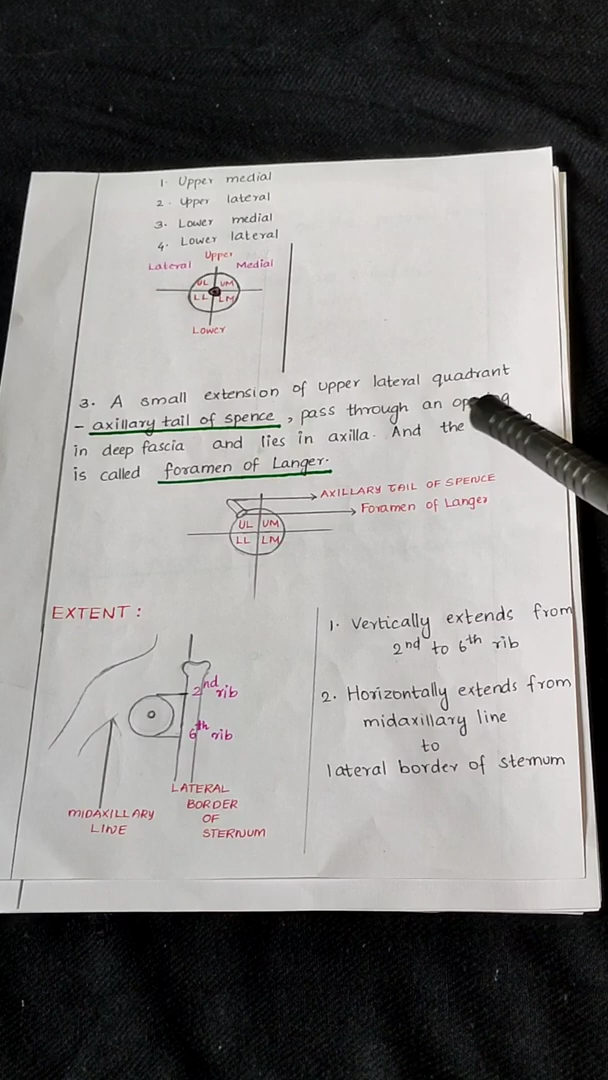 1. Upper medial
2. Upper lateral
3. Lower medial
4. Lower lateral
Upper
Lateral Medial
UL UM
LL LM
Lower
3. A small extension of upper lateral quadrant
- axillary tail of spence, pass through an
in deep fascia and lies in axilla. And the
is called foramen of Langer.
AXILLARY TAIL OF SPENCE
Foramen of Langer
UL UM
LL LM
EXTENT:
2nd rib
6th rib
LATERAL
BORDER
OF
STERNUM
MIDAXILLARY
LINE
1. Vertically extends from
2nd to 6th rib
2. Horizontally extends from
midaxillary line
to
lateral border of sternum